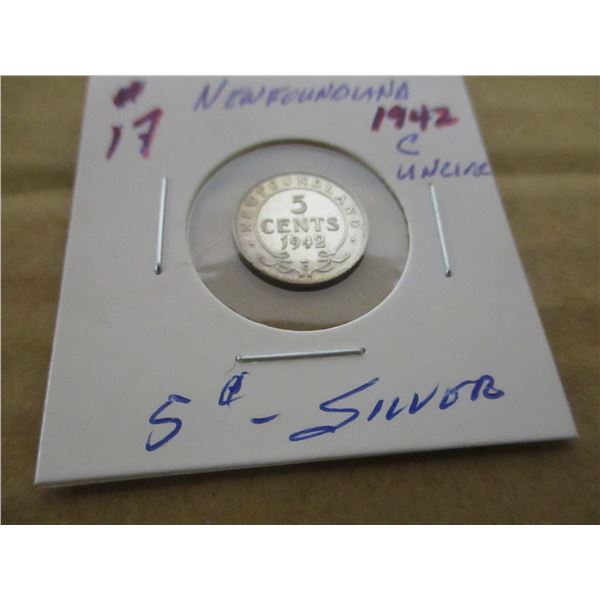 # NEWFOUNDLAND 1942
17 C
UNCIRC
NEWFOUNDLAND
5
CENTS
1942
C
5¢ - SILVER